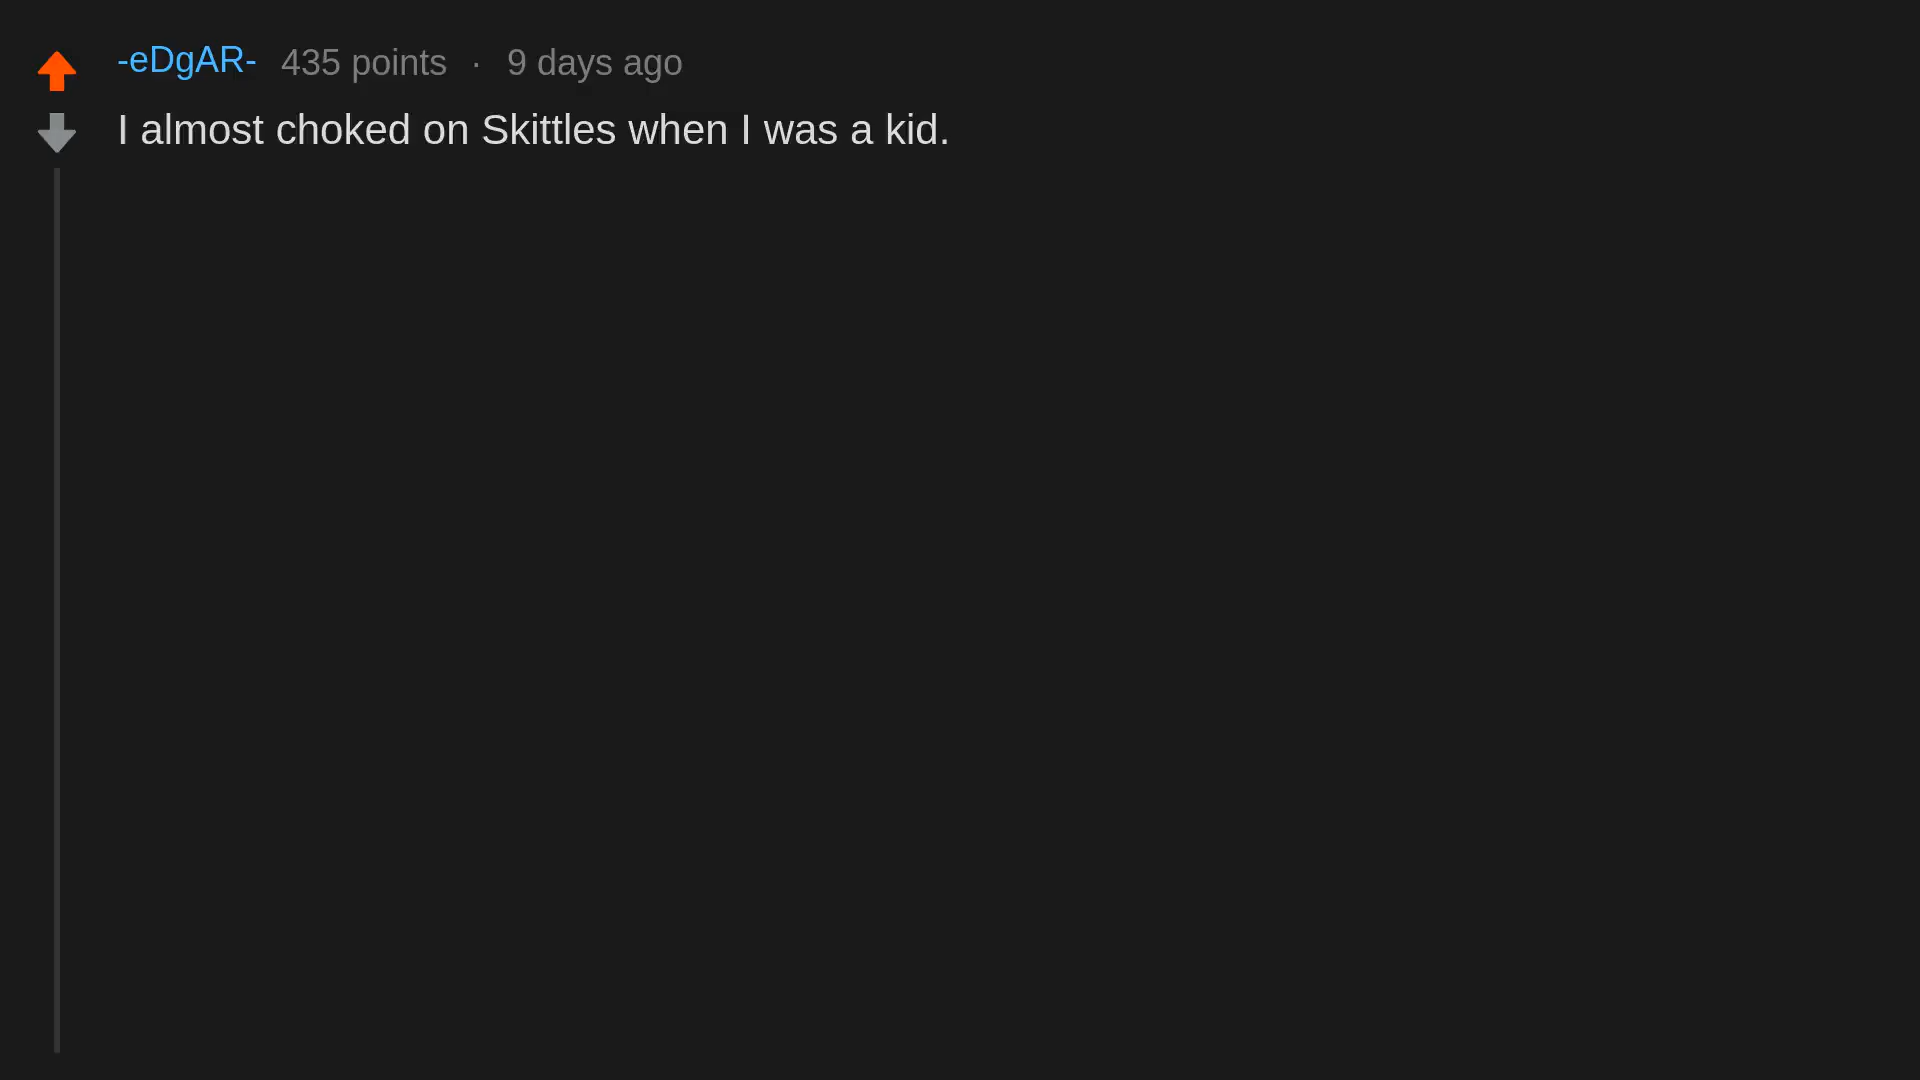 -eDgAR- 435 points · 9 days ago
I almost choked on Skittles when I was a kid.